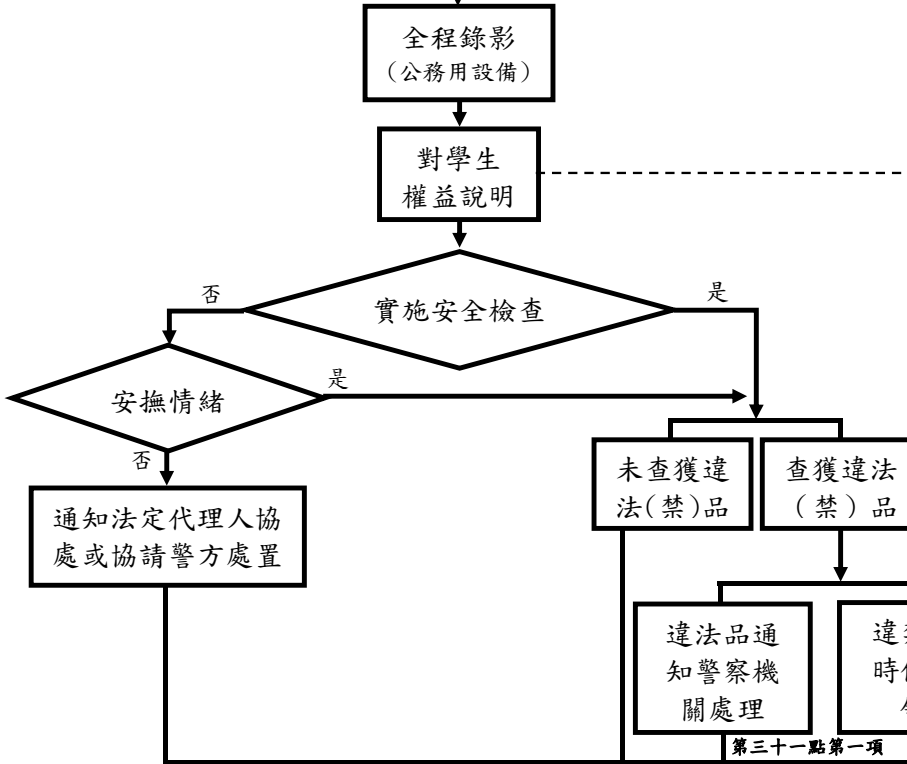 全程錄影
(公務用設備)
對學生
權益說明
實施安全檢查
否
是
安撫情緒
是
否
通知法定代理人協
處或協請警方處置
未查獲違
法(禁)品
查獲違法
(禁)品
違法品通
知警察機
關處理
違
時
第三十一點第一項